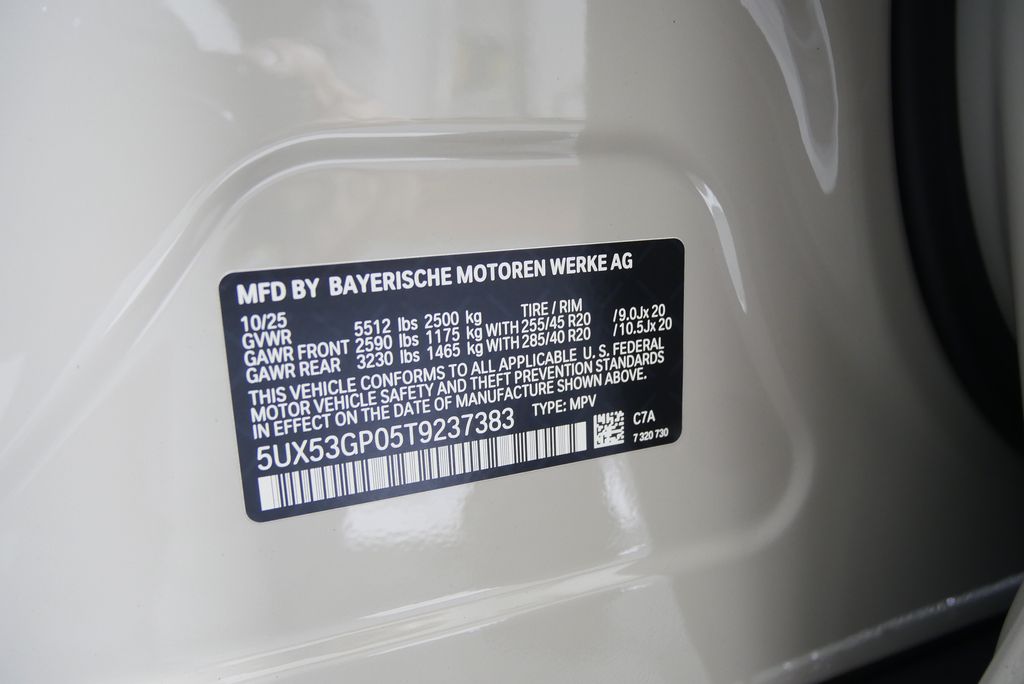 MFD BY BAYERISCHE MOTOREN WERKE AG
10/25 TIRE / RIM
GVWR 5512 lbs 2500 kg
GAWR FRONT 2590 lbs 1175 kg WITH 255/45 R20 /9.0Jx 20
GAWR REAR 3230 lbs 1465 kg WITH 285/40 R20 /10.5Jx 20
THIS VEHICLE CONFORMS TO ALL APPLICABLE U. S. FEDERAL
MOTOR VEHICLE SAFETY AND THEFT PREVENTION STANDARDS
IN EFFECT ON THE DATE OF MANUFACTURE SHOWN ABOVE.
5UX53GP05T9237383 TYPE: MPV
C7A
7 320 730